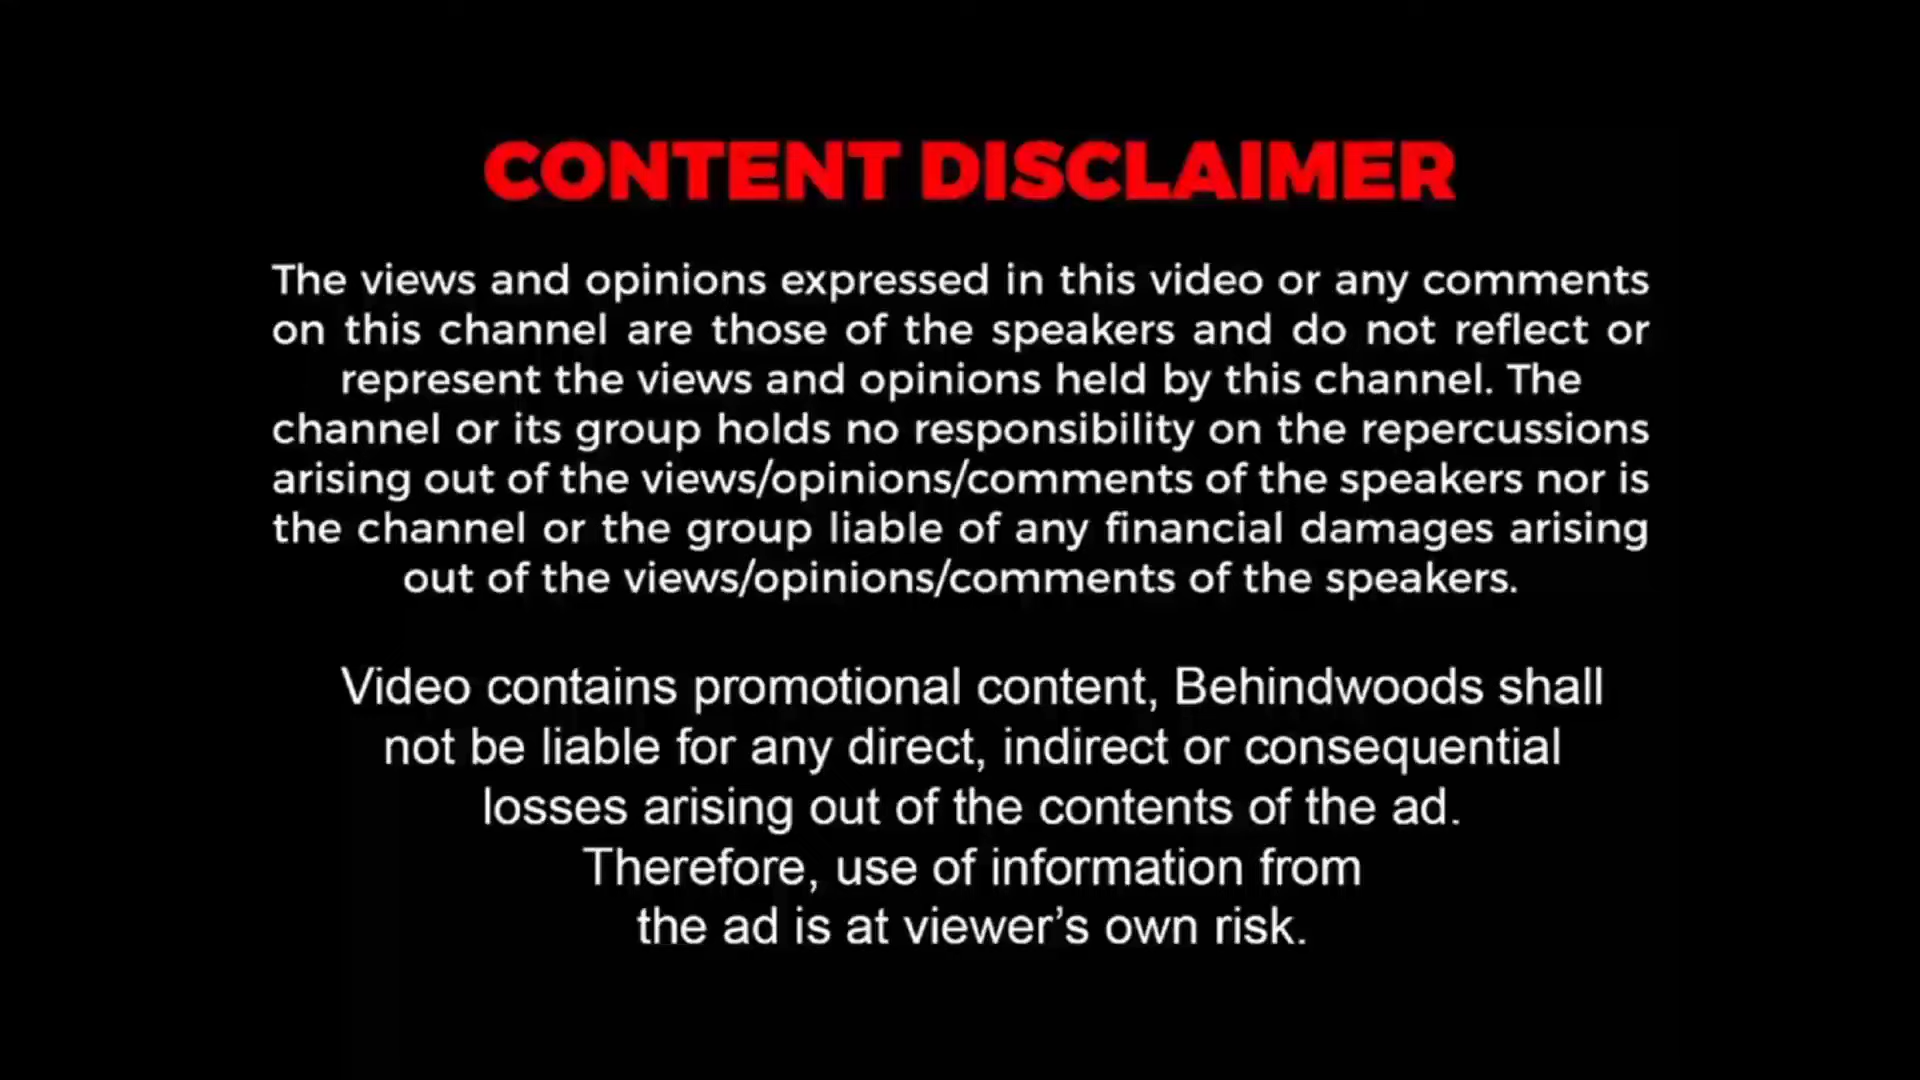 CONTENT DISCLAIMER
The views and opinions expressed in this video or any comments
on this channel are those of the speakers and do not reflect or
represent the views and opinions held by this channel. The
channel or its group holds no responsibility on the repercussions
arising out of the views/opinions/comments of the speakers nor is
the channel or the group liable of any financial damages arising
out of the views/opinions/comments of the speakers.
Video contains promotional content, Behindwoods shall
not be liable for any direct, indirect or consequential
losses arising out of the contents of the ad.
Therefore, use of information from
the ad is at viewer’s own risk.